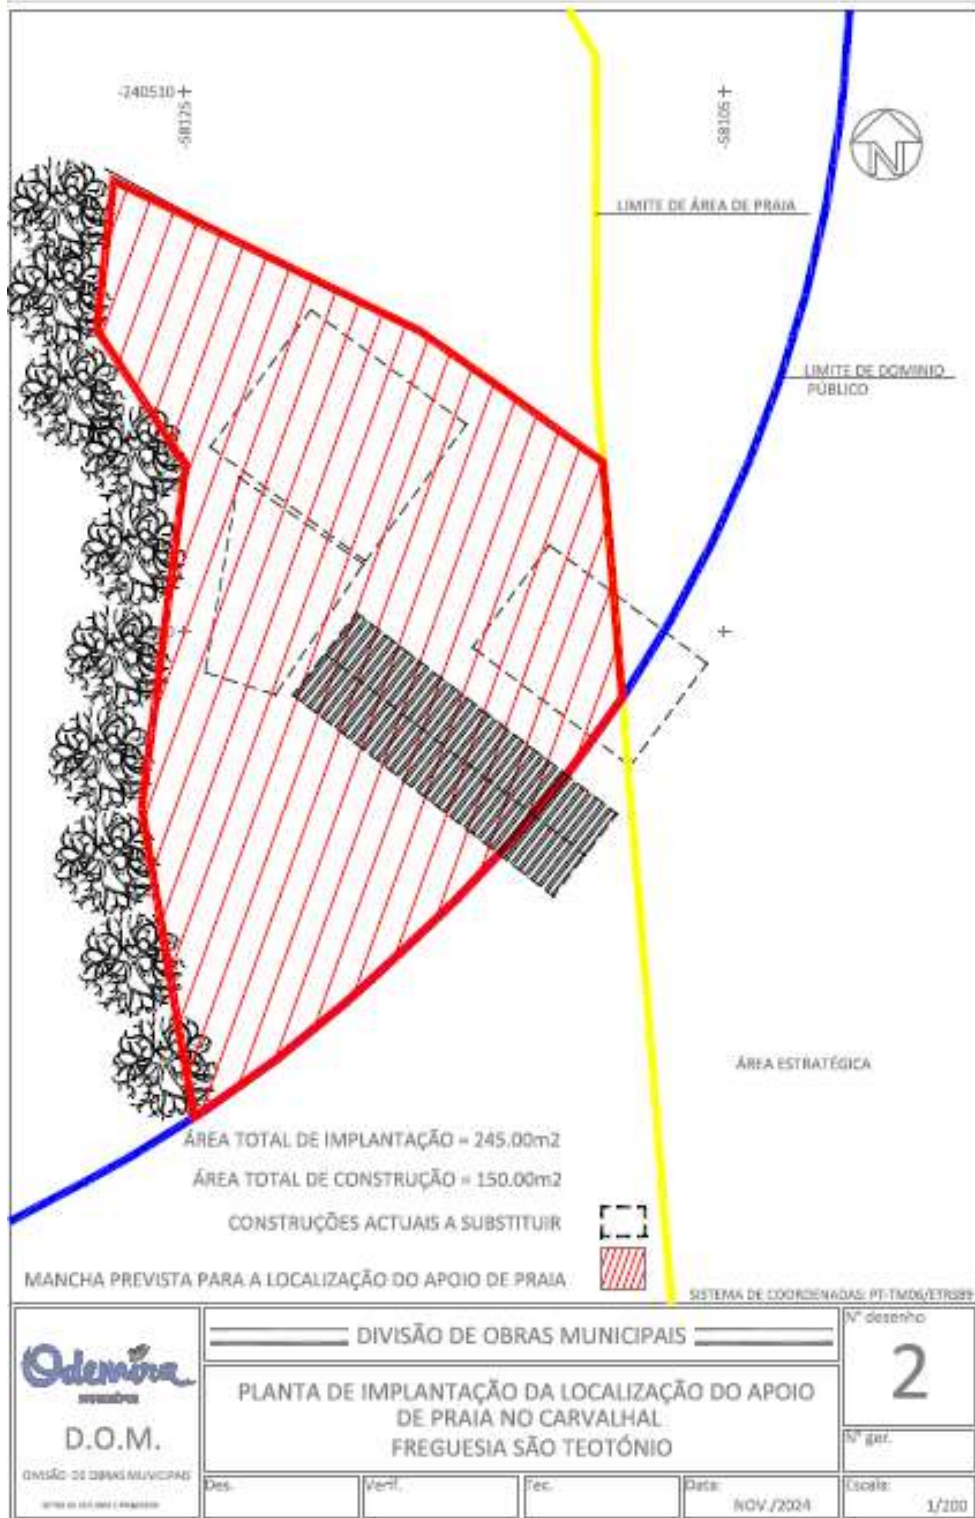 -240510
-58125
-58105
N
LIMITE DE ÁREA DE PRAIA
LIMITE DE DOMINIO
PÚBLICO
ÁREA ESTRATÉGICA
ÁREA TOTAL DE IMPLANTAÇÃO = 245.00m2
ÁREA TOTAL DE CONSTRUÇÃO = 150.00m2
CONSTRUÇÕES ACTUAIS A SUBSTITUIR
MANCHA PREVISTA PARA A LOCALIZAÇÃO DO APOIO DE PRAIA
SISTEMA DE COORDENADAS: PT-TM06/ETRS89
Odemira
MUNICÍPIO
D.O.M.
DIVISÃO DE OBRAS MUNICIPAIS
DIVISÃO DE OBRAS MUNICIPAIS
PLANTA DE IMPLANTAÇÃO DA LOCALIZAÇÃO DO APOIO
DE PRAIA NO CARVALHAL
FREGUESIA SÃO TEOTÓNIO
Nº desenho
2
Nº ger.
Des.
Verif.
Tec.
Data:
NOV./2024
Escala:
1/200